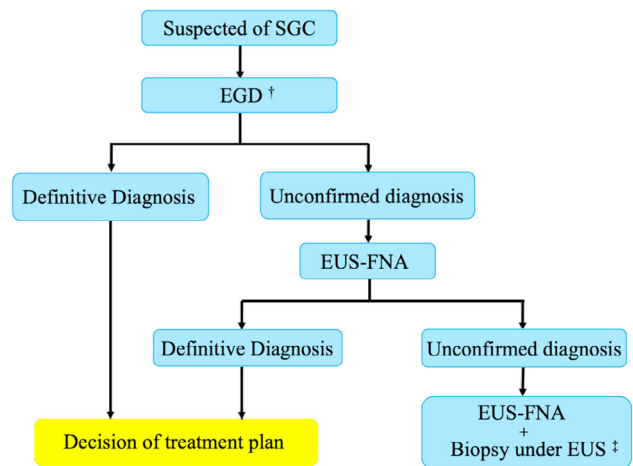 Suspected of SGC
EGD †
Definitive Diagnosis
Unconfirmed diagnosis
EUS-FNA
Definitive Diagnosis
Unconfirmed diagnosis
Decision of treatment plan
EUS-FNA
+
Biopsy under EUS ‡